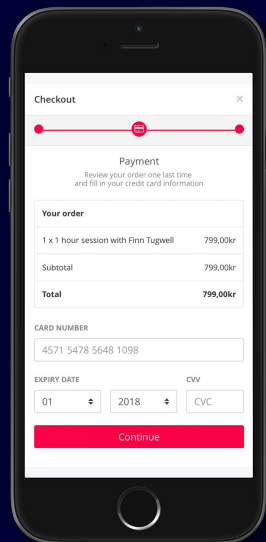 Checkout ×
Payment
Review your order one last time
and fill in your credit card information
Your order
1 x 1 hour session with Finn Tugwell 799,00kr
Subtotal 799,00kr
Total 799,00kr
CARD NUMBER
4571 5478 5648 1098
EXPIRY DATE CVV
01 2018 CVC
Continue